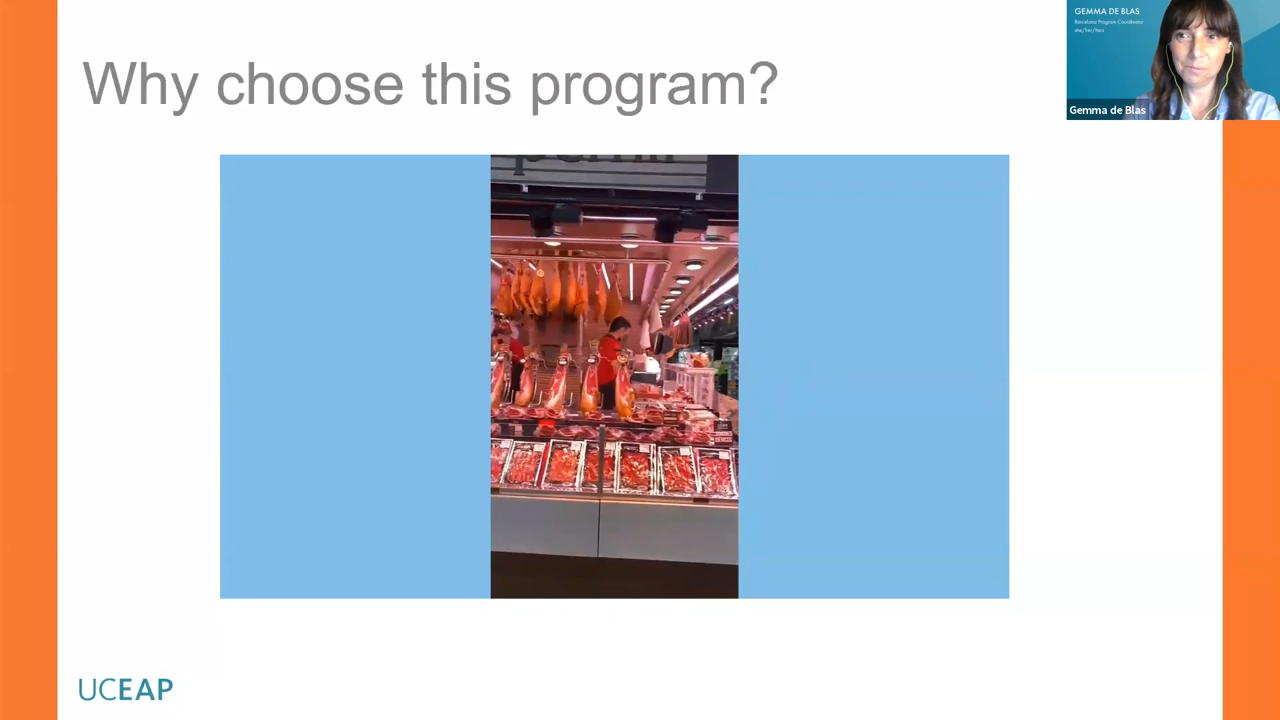 GEMMA DE BLAS
Barcelona Program Coordinator
she/her/hers
Why choose this program?
Gemma de Blas
UCEAP